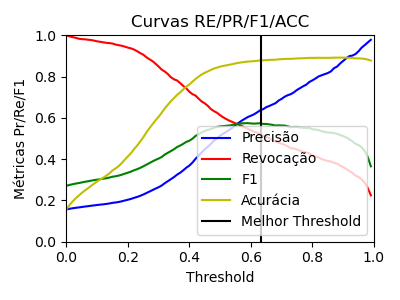 Curvas RE/PR/F1/ACC
Métricas Pr/Re/F1
1.0
0.8
0.6
0.4
0.2
0.0
Precisão
Revocação
F1
Acurácia
Melhor Threshold
0.0 0.2 0.4 0.6 0.8 1.0
Threshold